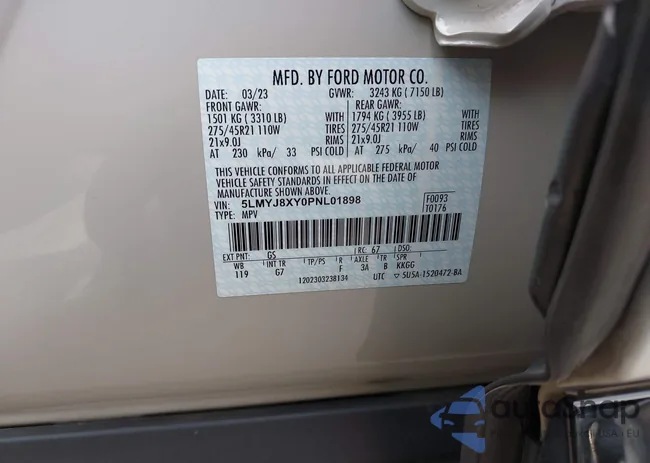 MFD. BY FORD MOTOR CO.
DATE: 03/23 GVWR: 3243 KG (7150 LB)
FRONT GAWR: REAR GAWR:
1501 KG (3310 LB) WITH 1794 KG (3955 LB) WITH
275/45R21 110W TIRES 275/45R21 110W TIRES
21x9.0J RIMS 21x9.0J RIMS
AT 230 kPa/ 33 PSI COLD AT 275 kPa/ 40 PSI COLD
THIS VEHICLE CONFORMS TO ALL APPLICABLE FEDERAL MOTOR
VEHICLE SAFETY STANDARDS IN EFFECT ON THE DATE OF
MANUFACTURE SHOWN ABOVE.
VIN: 5LMYJ8XY0PNL01898 F0093
TYPE: MPV T0176
EXT PNT: GS RC: 67 DSO:
WB INT TR TP/PS R AXLE TR SPR
119 G7 F 3A B KKGG
1202303238134 UTC ▽ 5U5A-1520472-BA
autoShap